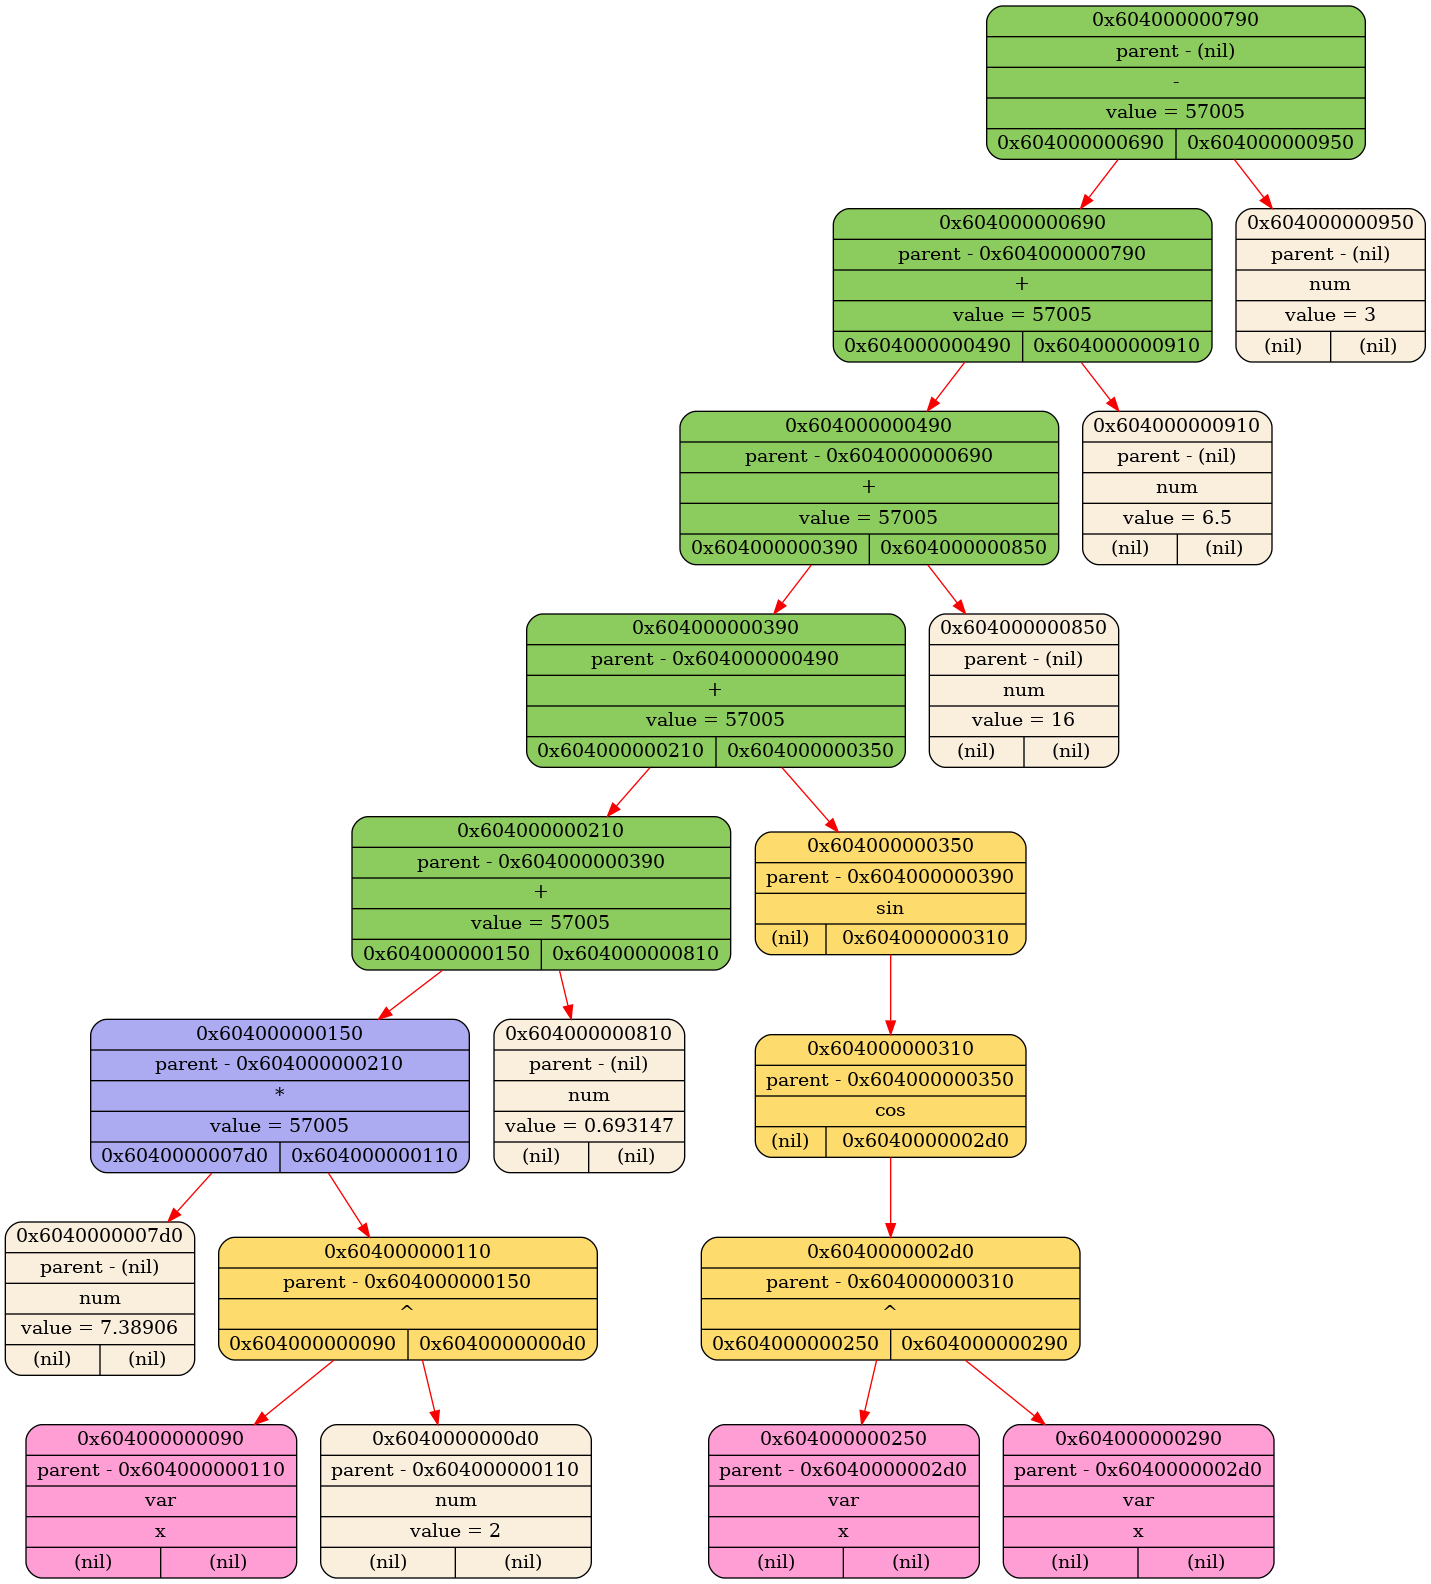 0x604000000790
parent - (nil)
-
value = 57005
0x604000000690 0x604000000950
0x604000000690
parent - 0x604000000790
+
value = 57005
0x604000000490 0x604000000910
0x604000000950
parent - (nil)
num
value = 3
(nil) (nil)
0x604000000490
parent - 0x604000000690
+
value = 57005
0x604000000390 0x604000000850
0x604000000910
parent - (nil)
num
value = 6.5
(nil) (nil)
0x604000000390
parent - 0x604000000490
+
value = 57005
0x604000000210 0x604000000350
0x604000000850
parent - (nil)
num
value = 16
(nil) (nil)
0x604000000210
parent - 0x604000000390
+
value = 57005
0x604000000150 0x604000000810
0x604000000350
parent - 0x604000000390
sin
(nil) 0x604000000310
0x604000000150
parent - 0x604000000210
*
value = 57005
0x6040000007d0 0x604000000110
0x604000000810
parent - (nil)
num
value = 0.693147
(nil) (nil)
0x604000000310
parent - 0x604000000350
cos
(nil) 0x6040000002d0
0x6040000007d0
parent - (nil)
num
value = 7.38906
(nil) (nil)
0x604000000110
parent - 0x604000000150
^
0x604000000090 0x6040000000d0
0x6040000002d0
parent - 0x604000000310
^
0x604000000250 0x604000000290
0x604000000090
parent - 0x604000000110
var
x
(nil) (nil)
0x6040000000d0
parent - 0x604000000110
num
value = 2
(nil) (nil)
0x604000000250
parent - 0x6040000002d0
var
x
(nil) (nil)
0x604000000290
parent - 0x6040000002d0
var
x
(nil) (nil)